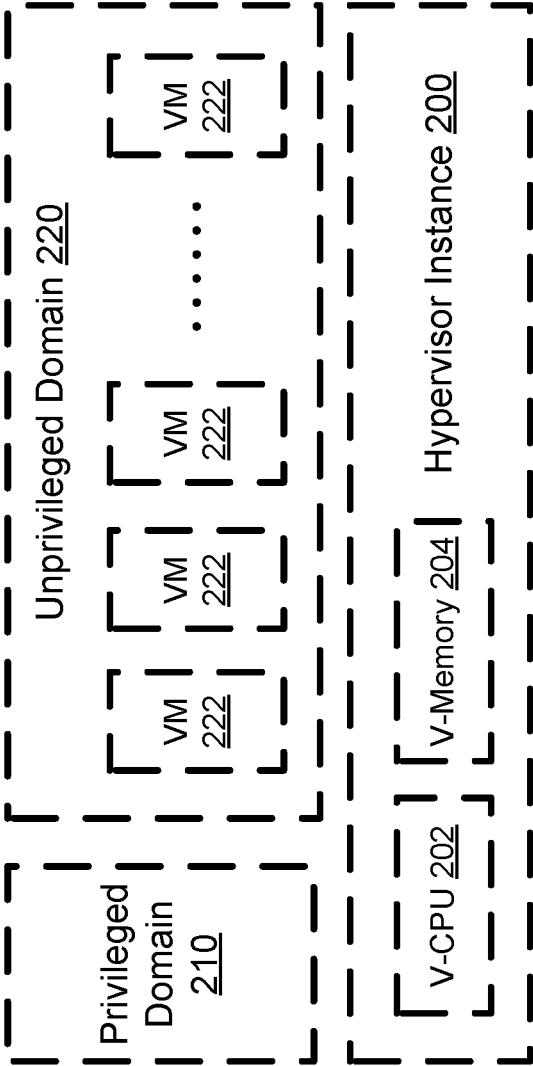 Privileged
Domain
210
Unprivileged Domain 220
VM
222
VM
222
VM
222
VM
222
V-CPU 202
V-Memory 204
Hypervisor Instance 200